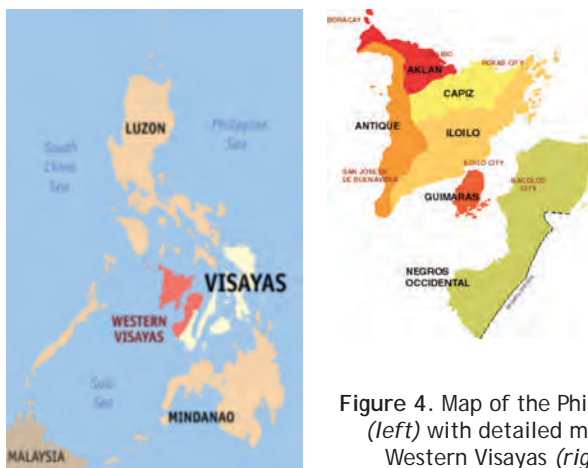 LUZON
Philippine
Sea
South
China
Sea
VISAYAS
WESTERN
VISAYAS
Sulu
Sea
MINDANAO
MALAYSIA
BORACAY
AKLAN
ROXAS CITY
CAPIZ
ANTIQUE
ILOILO
ILOILO CITY
SAN JOSE DE
DE BUENAVISTA
BACOLOD
CITY
GUIMARAS
NEGROS
OCCIDENTAL
Figure 4. Map of the Phi
(left) with detailed m
Western Visayas (rig